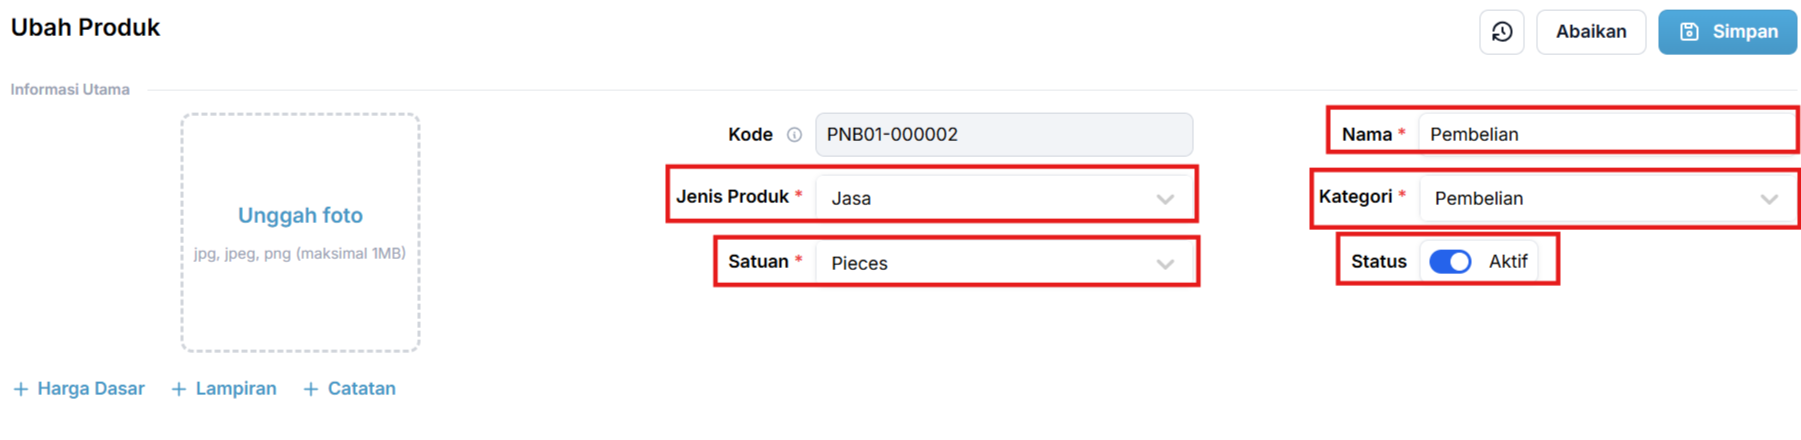 Ubah Produk
Abaikan
Simpan
Informasi Utama
Unggah foto
jpg, jpeg, png (maksimal 1MB)
Kode PNB01-000002
Nama * Pembelian
Jenis Produk * Jasa
Kategori * Pembelian
Satuan * Pieces
Status Aktif
+ Harga Dasar + Lampiran + Catatan